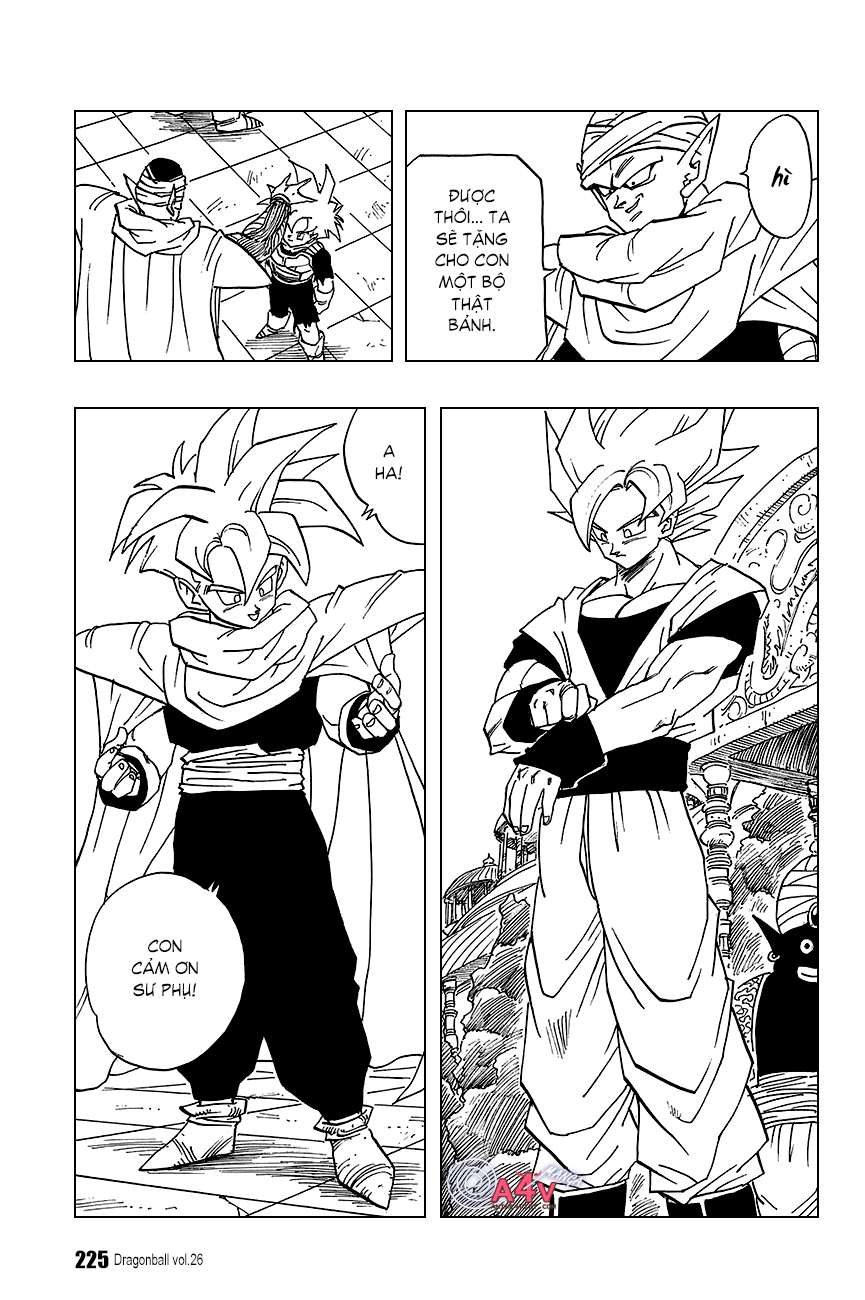 hì
ĐƯỢC
THÔI... TA
SẼ TẶNG
CHO CON
MỘT BỘ
THẬT
BẢNH.
A
HA!
CON
CẢM ƠN
SƯ PHỤ!
A4v
225 Dragonball vol.26